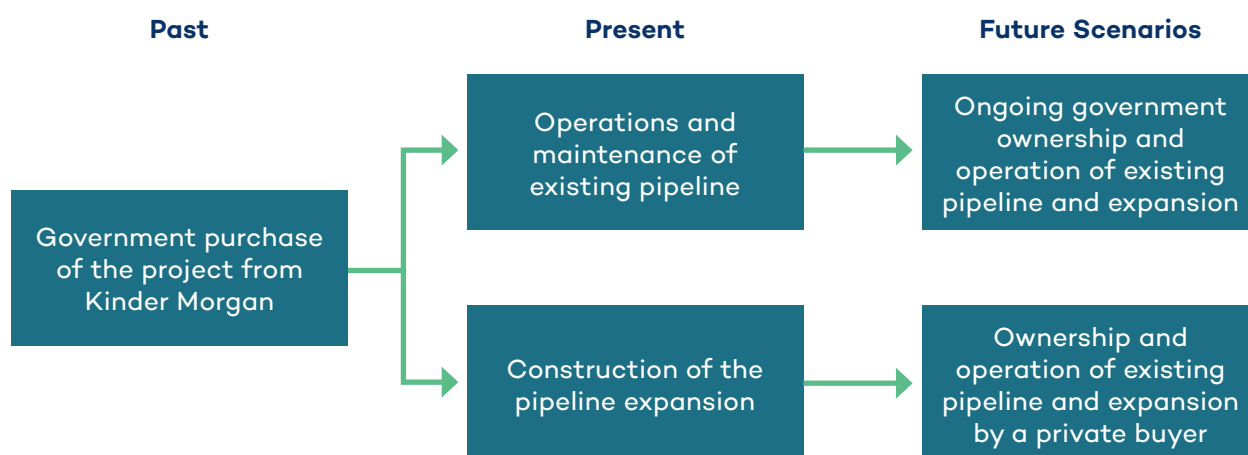 Past
Present
Future Scenarios
Government purchase
of the project from
Kinder Morgan
Operations and
maintenance of
existing pipeline
Construction of the
pipeline expansion
Ongoing government
ownership and
operation of existing
pipeline and expansion
Ownership and
operation of existing
pipeline and expansion
by a private buyer